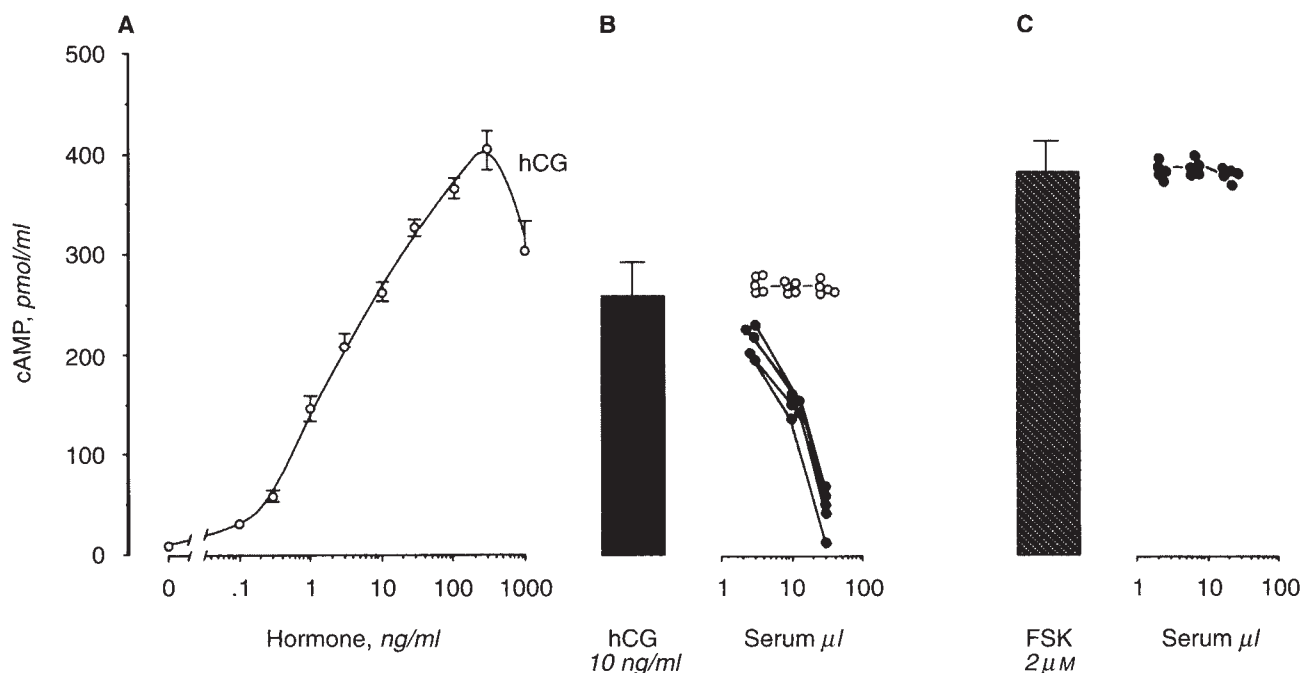 A
B
C
500
400
300
200
100
0
cAMP, pmol/ml
hCG
0 .1 1 10 100 1000
1 10 100
1 10 100
Hormone, ng/ml
hCG
10 ng/ml
Serum µl
FSK
2 µM
Serum µl